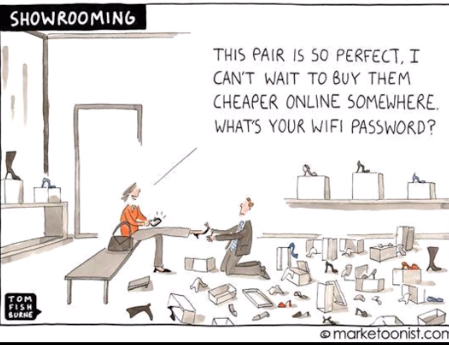 SHOWROOMING
THIS PAIR IS SO PERFECT, I
CAN'T WAIT TO BUY THEM
CHEAPER ONLINE SOMEWHERE.
WHAT'S YOUR WIFI PASSWORD?
TOM
FISH
BURNE
© marketoonist.com